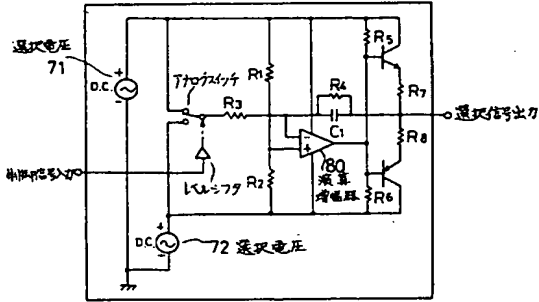 選択電圧
71
+
D.C.
-
アナログスイッチ
R3
R1
R4
C1
R5
R7
選択信号出力
R8
-
+
80
演算
増幅器
R6
制御信号入力
レベルシフタ
R2
+
D.C.
-
72 選択電圧